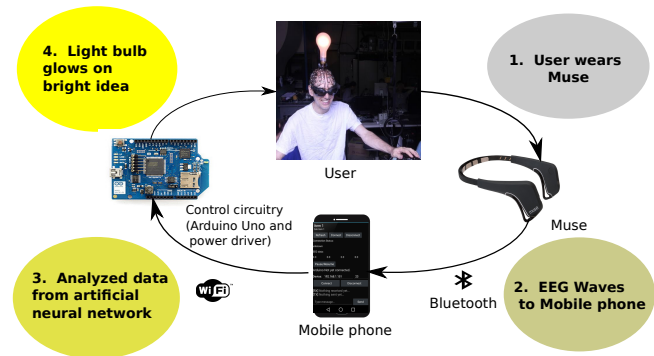 4. Light bulb
glows on
bright idea
1. User wears
Muse
User
Muse
Control circuitry
(Arduino Uno and
power driver)
3. Analyzed data
from artificial
neural network
WiFi
Mobile phone
Bluetooth
2. EEG Waves
to Mobile phone